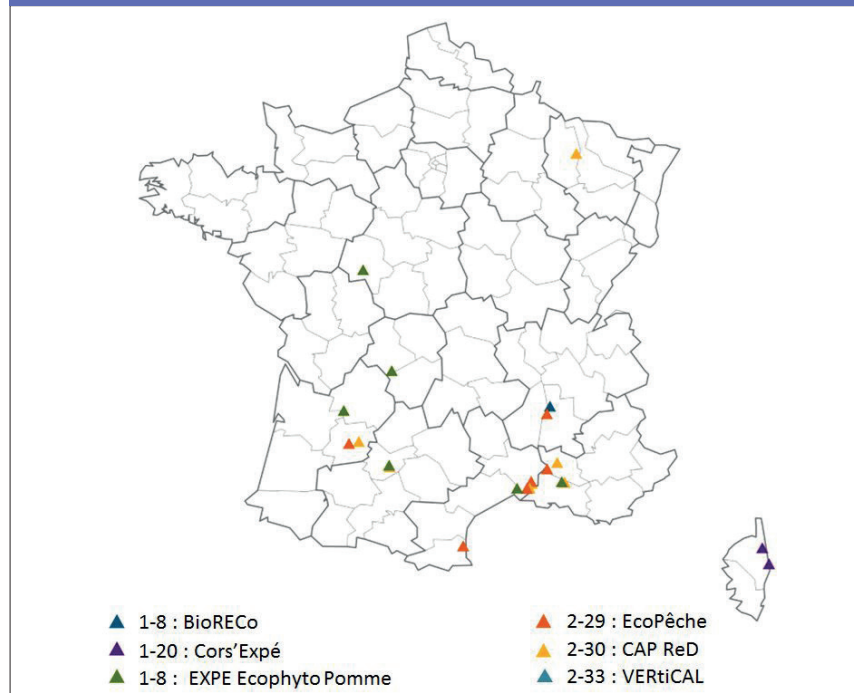 1-8 : BioRECo
1-20 : Cors'Expé
1-8 : EXPE Ecophyto Pomme
2-29 : EcoPêche
2-30 : CAP ReD
2-33 : VERtiCAL